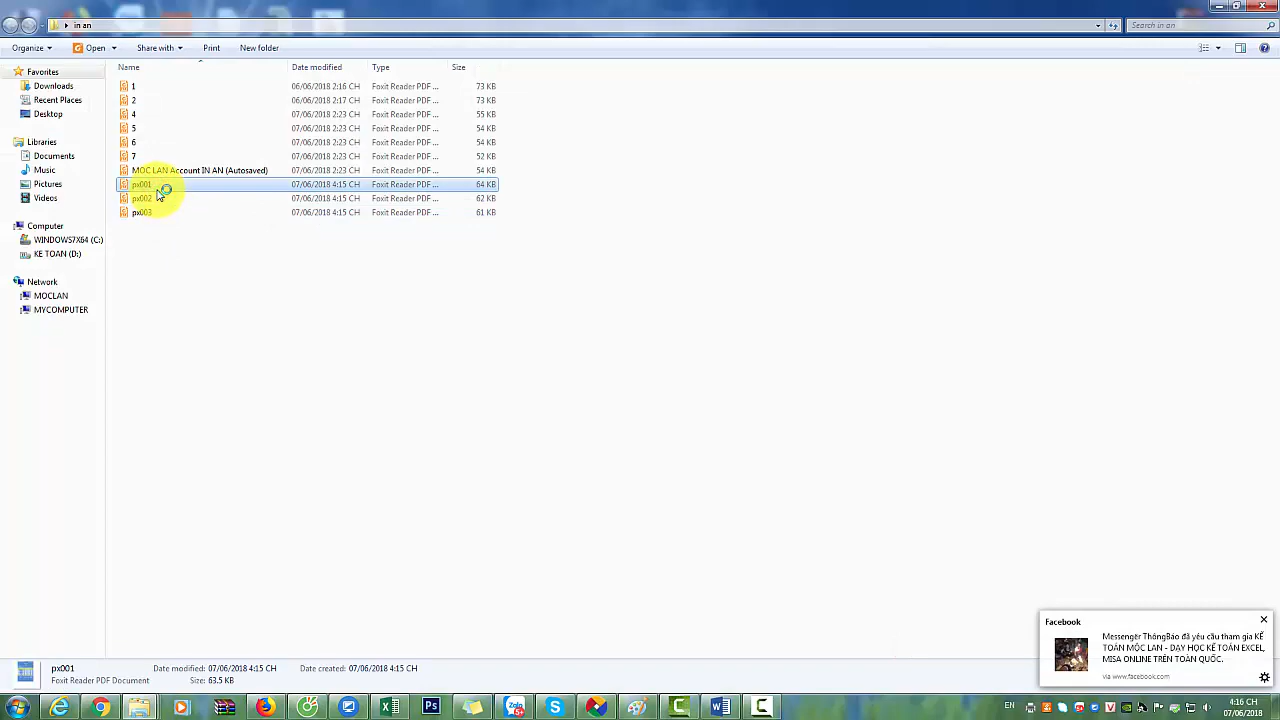 in an
Search in an
Organize
Open
Share with
Print
New folder
Name
Date modified
Type
Size
Favorites
Downloads
Recent Places
Desktop
Libraries
Documents
Music
Pictures
Videos
Computer
WINDOWS7X64 (C:)
KE TOAN (D:)
Network
MOCLAN
MYCOMPUTER
1 06/06/2018 2:16 CH Foxit Reader PDF ... 73 KB
2 06/06/2018 2:17 CH Foxit Reader PDF ... 73 KB
4 07/06/2018 2:23 CH Foxit Reader PDF ... 55 KB
5 07/06/2018 2:23 CH Foxit Reader PDF ... 54 KB
6 07/06/2018 2:23 CH Foxit Reader PDF ... 54 KB
7 07/06/2018 2:23 CH Foxit Reader PDF ... 52 KB
MOC LAN Account IN AN (Autosaved) 07/06/2018 2:23 CH Foxit Reader PDF ... 54 KB
px001 07/06/2018 4:15 CH Foxit Reader PDF ... 64 KB
px002 07/06/2018 4:15 CH Foxit Reader PDF ... 62 KB
px003 07/06/2018 4:15 CH Foxit Reader PDF ... 61 KB
Facebook
Messenger ThôngBáo đã yêu cầu tham gia KẾ
TOÁN MỘC LAN - DẠY HỌC KẾ TOÁN EXCEL,
MISA ONLINE TRÊN TOÀN QUỐC.
via www.facebook.com
px001 Date modified: 07/06/2018 4:15 CH Date created: 07/06/2018 4:15 CH
Foxit Reader PDF Document Size: 63.5 KB
Zalo
5+
Ps
EN
4:16 CH
07/06/2018